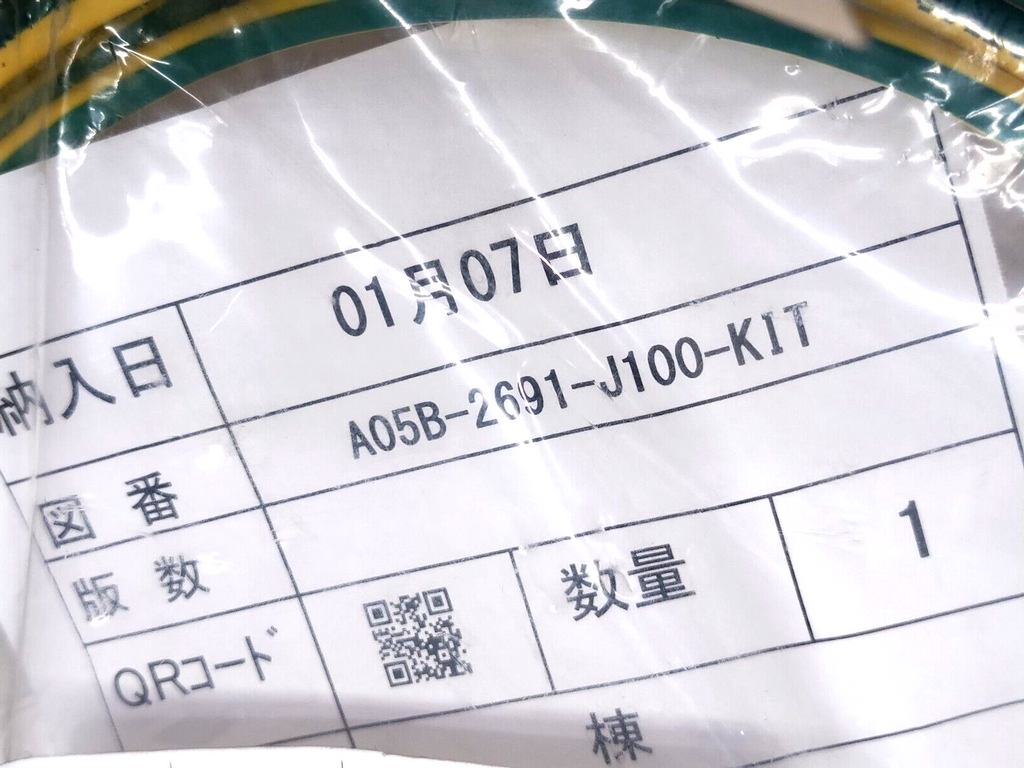 納入日 01月07日
図番 A05B-2691-J100-KIT
版数
QRコード 数量 1
棟